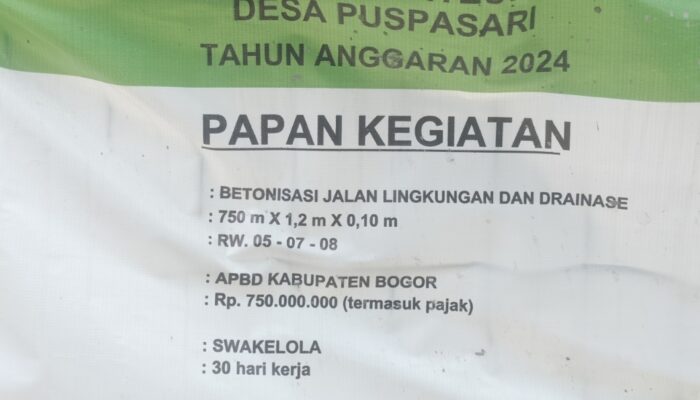 DESA PUSPASARI
TAHUN ANGGARAN 2024
PAPAN KEGIATAN
: BETONISASI JALAN LINGKUNGAN DAN DRAINASE
: 750 m X 1,2 m X 0,10 m
: RW. 05 - 07 - 08
: APBD KABUPATEN BOGOR
: Rp. 750.000.000 (termasuk pajak)
: SWAKELOLA
: 30 hari kerja